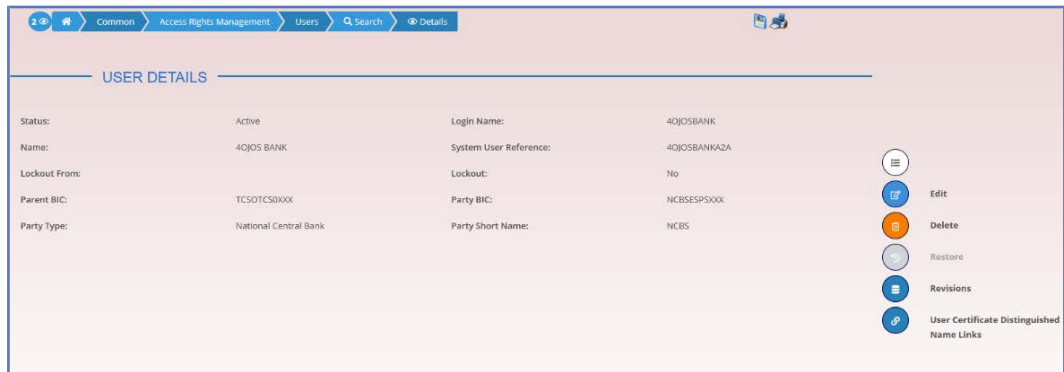 2 Common Access Rights Management Users Search Details
USER DETAILS
Status: Active Login Name: 4OJOSBANK
Name: 4OJOS BANK System User Reference: 4OJOSBANKA2A
Lockout From: Lockout: No
Parent BIC: TCSOTCS0XXX Party BIC: NCBSESPSXXX
Party Type: National Central Bank Party Short Name: NCBS
Edit
Delete
Restore
Revisions
User Certificate Distinguished
Name Links